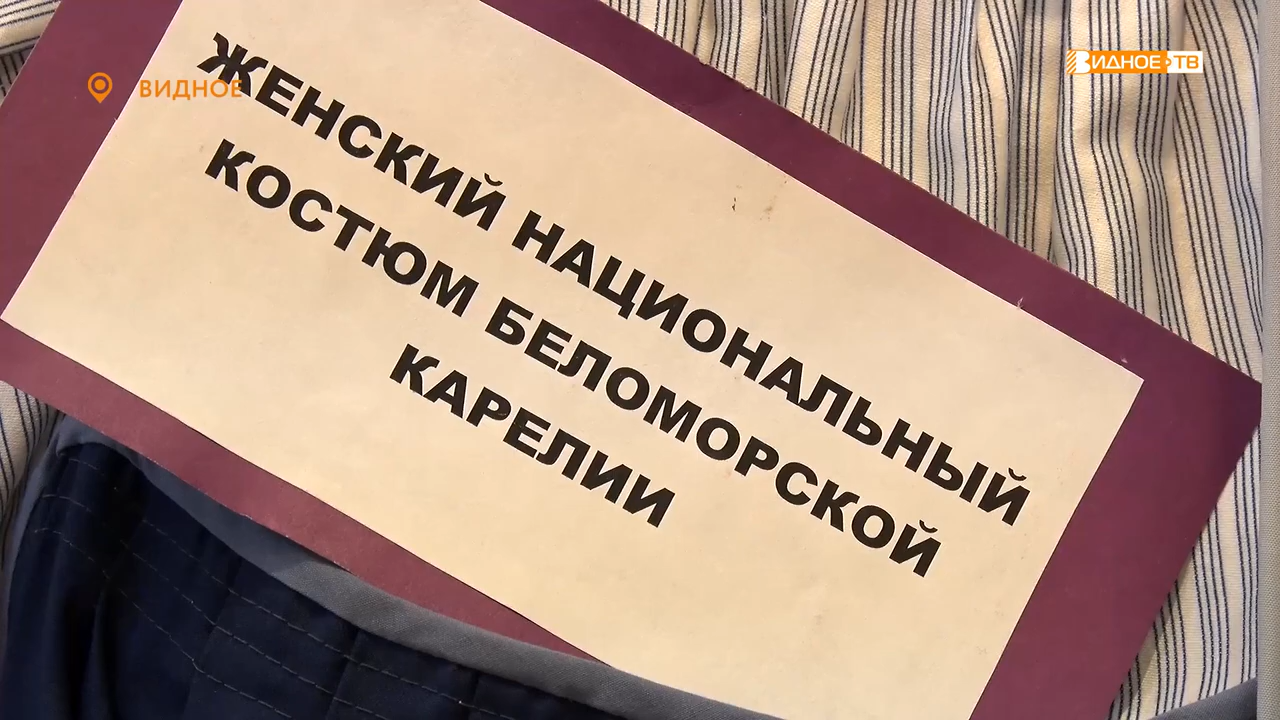 ВИДНОЕ
ВИДНОЕ ТВ
ЖЕНСКИЙ НАЦИОНАЛЬНЫЙ
КОСТЮМ БЕЛОМОРСКОЙ
КАРЕЛИИ